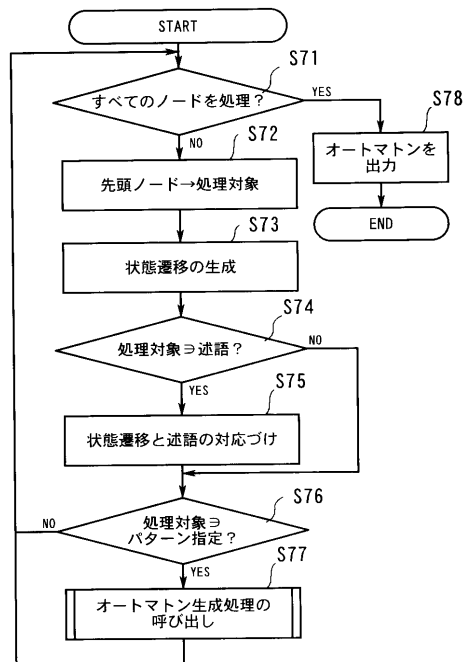 START
S71
すべてのノードを処理？
YES
NO
S78
オートマトンを
出力
END
S72
先頭ノード→処理対象
S73
状態遷移の生成
S74
処理対象∋述語？
NO
YES
S75
状態遷移と述語の対応づけ
S76
処理対象∋
パターン指定？
NO
YES
S77
オートマトン生成処理の
呼び出し